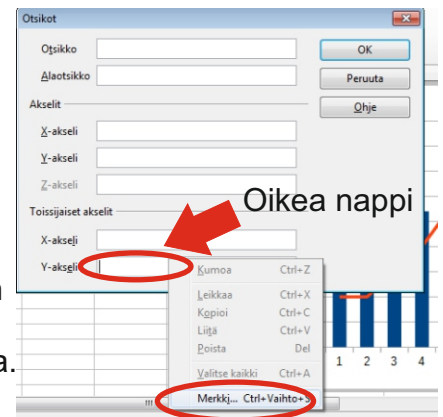 Otsikot
Otsikko
OK
Alaotsikko
Peruuta
Akselit
Ohje
X-akseli
Y-akseli
Z-akseli
Oikea nappi
Toissijaiset akselit
X-akseli
Y-akseli
Kumoa Ctrl+Z
Leikkaa Ctrl+X
Kopioi Ctrl+C
Liitä Ctrl+V
Poista Del
a.
1 2 3 4
Valitse kaikki Ctrl+A
Merkkj... Ctrl+Vaihto+S